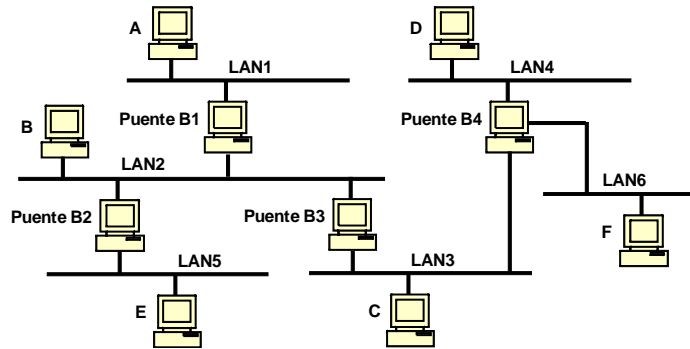 A
D
LAN1
LAN4
Puente B1
Puente B4
B
LAN2
LAN6
Puente B2
Puente B3
F
LAN5
LAN3
E
C